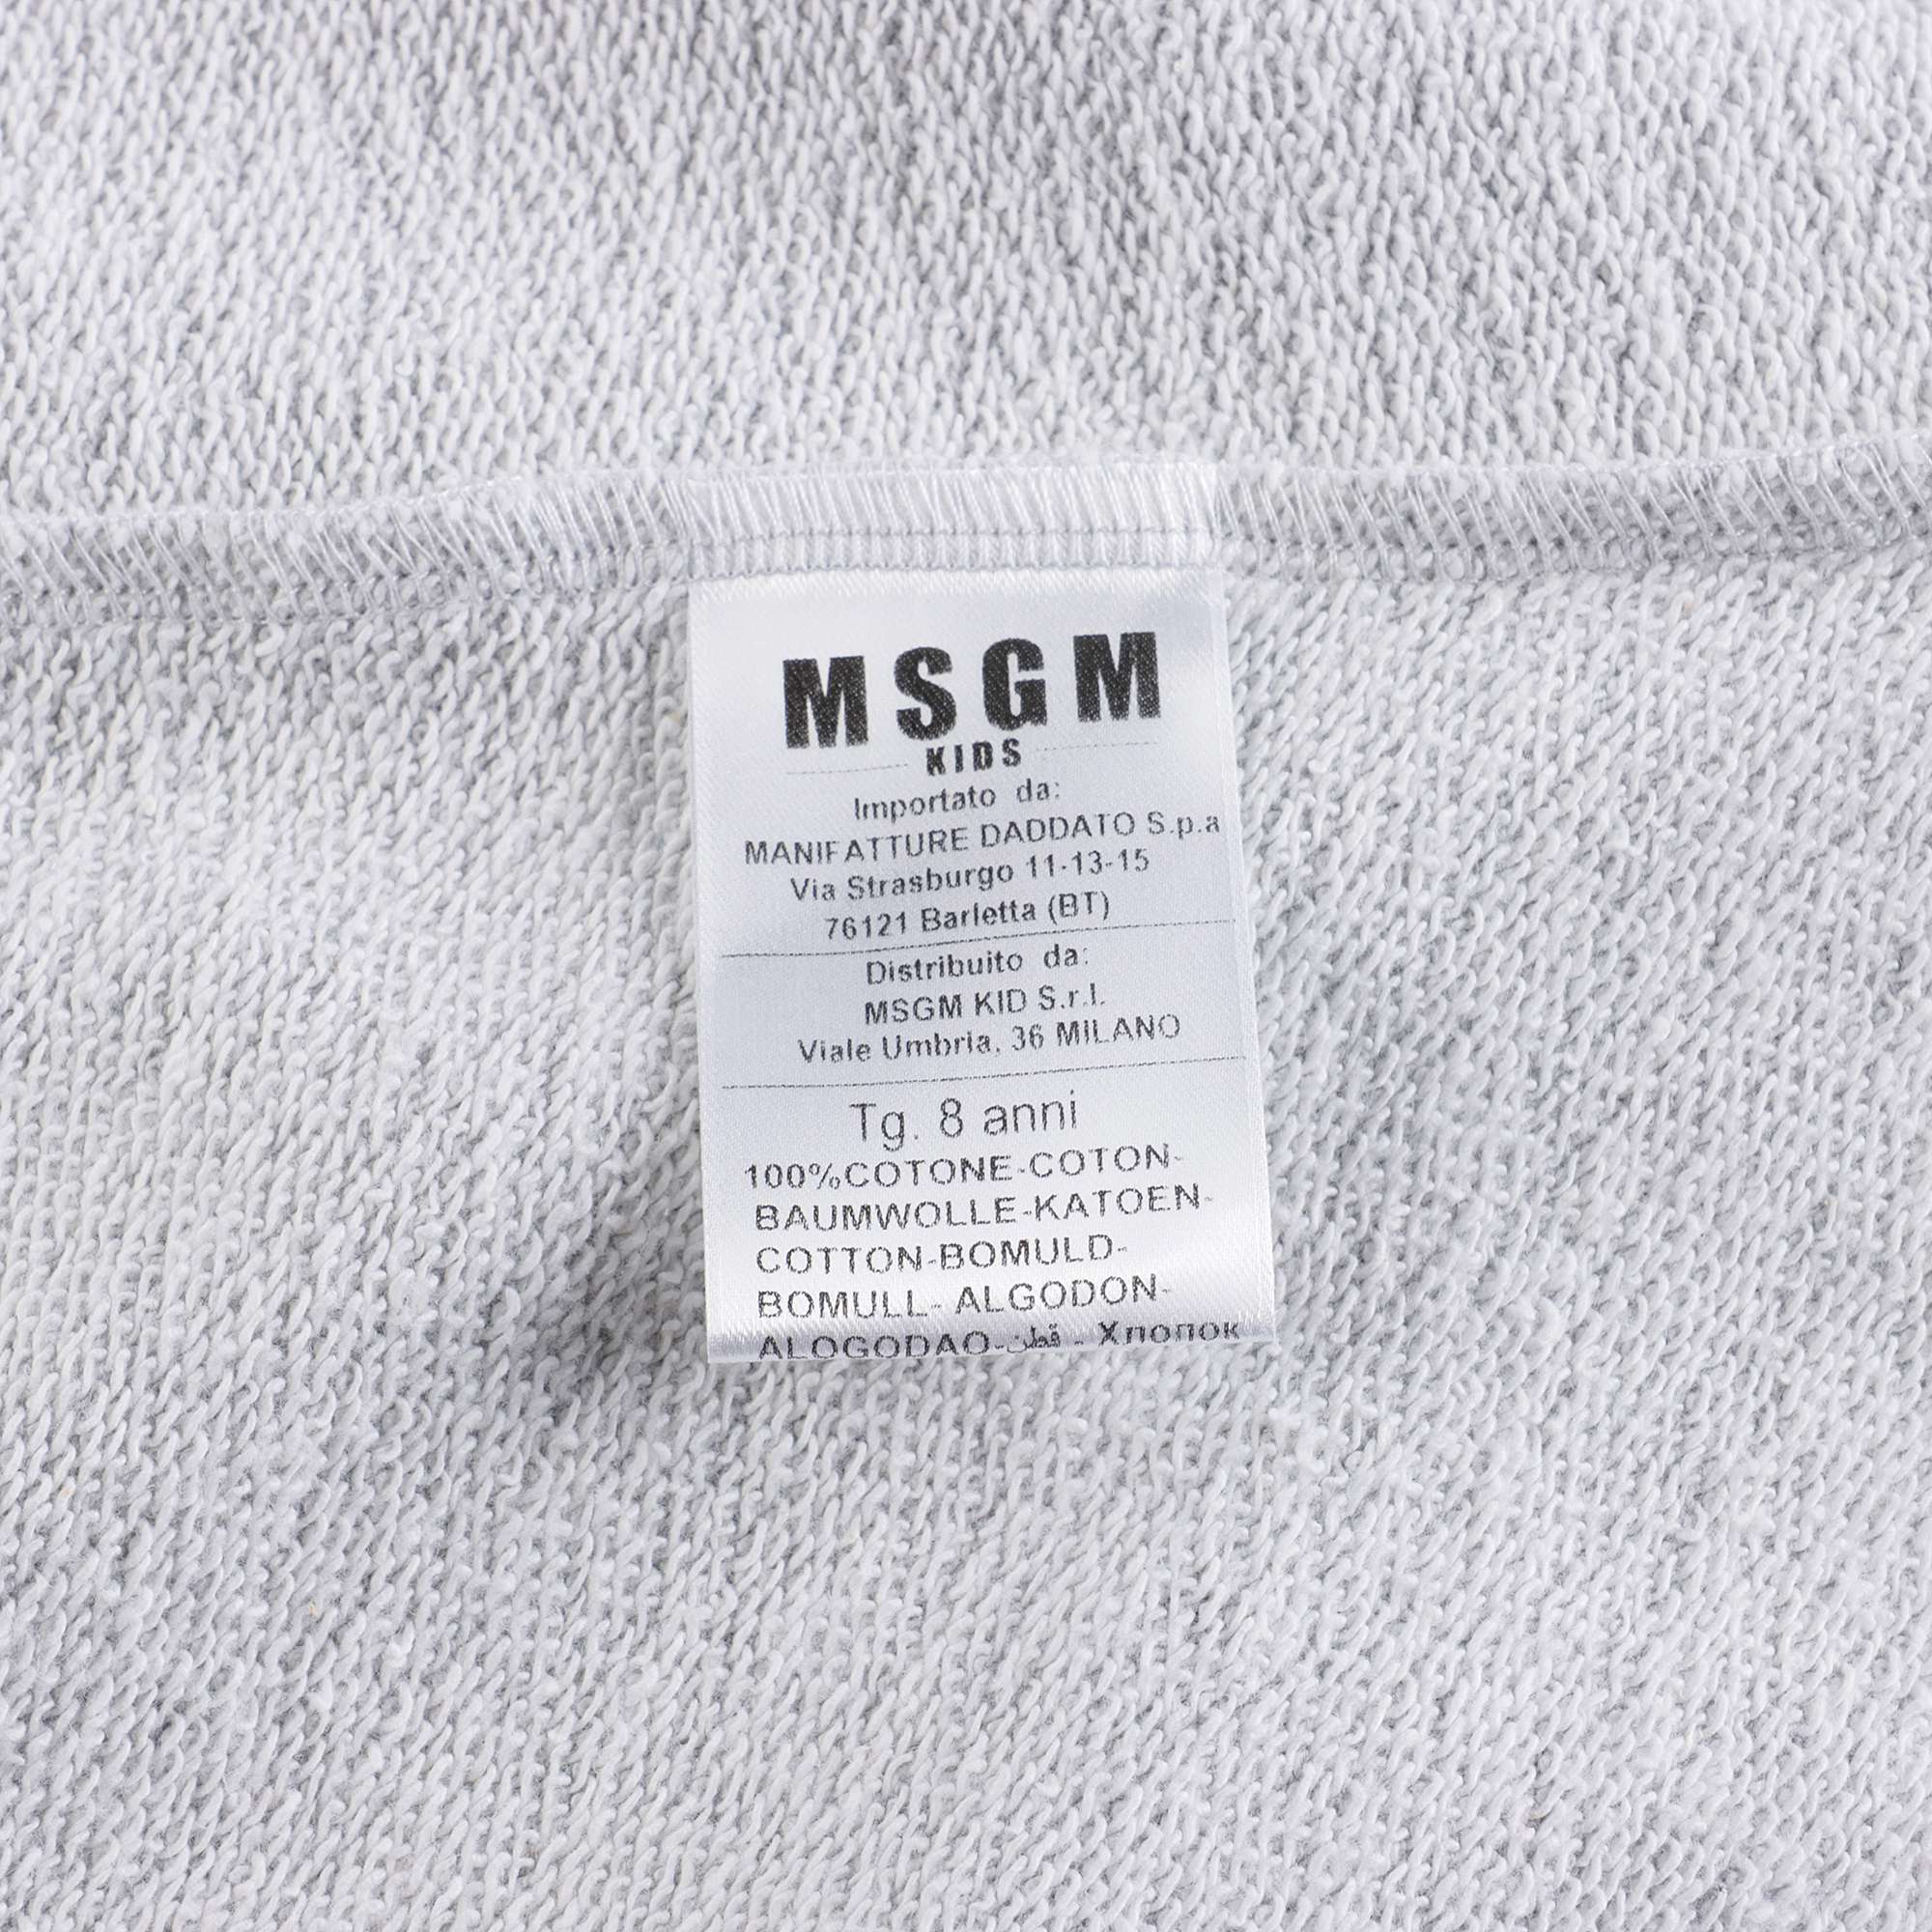 MSGM
KIDS
Importato da:
MANIFATTURE DADDATO S.p.a
Via Strasburgo 11-13-15
76121 Barletta (BT)
Distribuito da:
MSGM KID S.r.l.
Viale Umbria, 36 MILANO
Tg. 8 anni
100%COTONE-COTON-
BAUMWOLLE-KATOEN-
COTTON-BOMULD-
BOMULL- ALGODON-
ALOGODAO-قطن - Хлопок